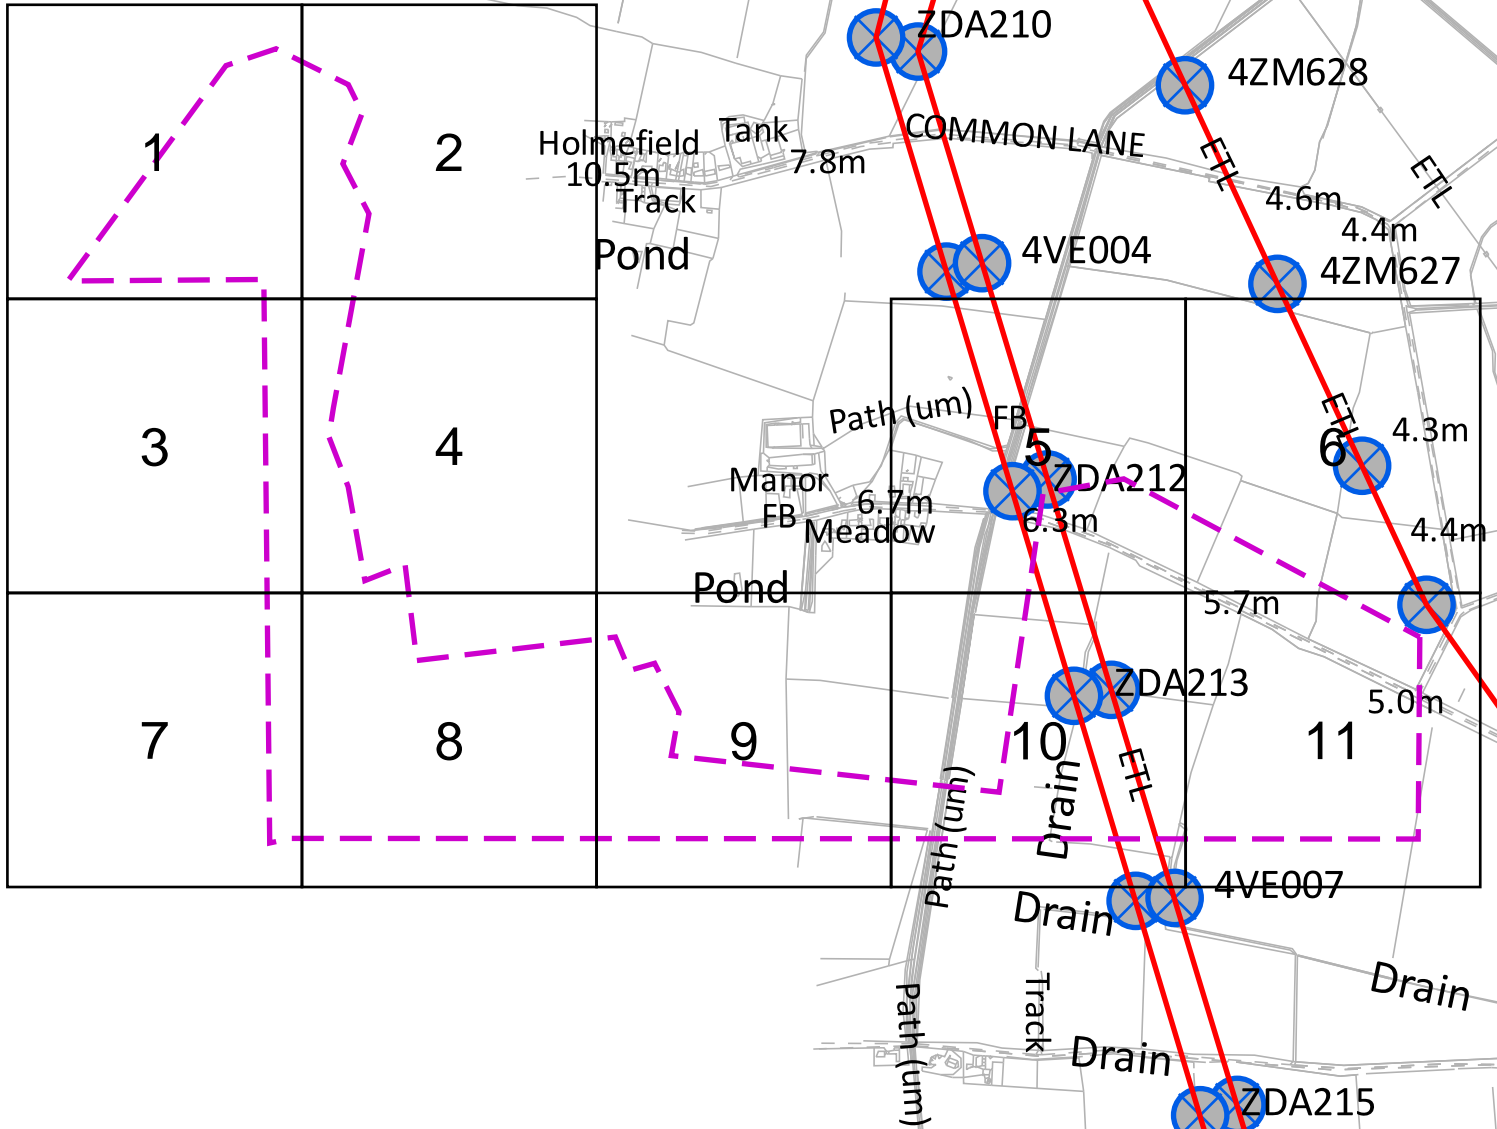 ZDA210
4ZM628
1
2
Holmefield
Tank
COMMON LANE
ETL
ETL
10.5m
7.8m
Track
4.6m
4.4m
Pond
4VE004
4ZM627
3
4
Path (um)
FB
5
ETL
6
4.3m
Manor
ZDA212
FB
6.7m
6.3m
4.4m
Meadow
Pond
5.7m
ZDA213
5.0m
7
8
9
10
11
ETL
Drain
Path (um)
4VE007
Drain
Drain
Path (um)
Track
Drain
ZDA215